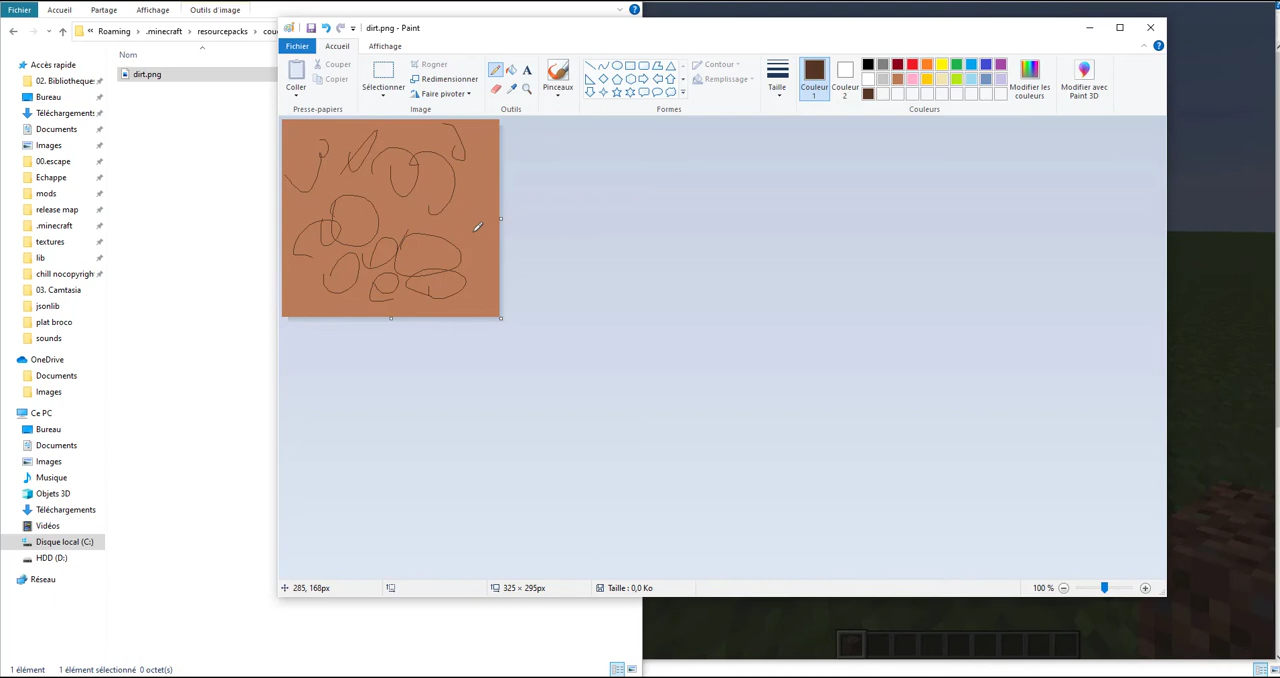 Fichier Accueil Partage Affichage Outils d'image
« Roaming › .minecraft › resourcepacks ›
Nom
dirt.png
Accès rapide
02. Bibliotheque
Bureau
Téléchargements
Documents
Images
00.escape
Echappe
mods
release map
.minecraft
textures
lib
chill nocopyrigh
03. Camtasia
jsonlib
plat broco
sounds
OneDrive
Documents
Images
Ce PC
Bureau
Documents
Images
Musique
Objets 3D
Téléchargements
Vidéos
Disque local (C:)
HDD (D:)
Réseau
1 élément 1 élément sélectionné 0 octet(s)
dirt.png - Paint
Fichier Accueil Affichage
Coller
Couper
Copier
Presse-papiers
Sélectionner
Rogner
Redimensionner
Faire pivoter
Image
A
Outils
Pinceaux
Contour
Remplissage
Formes
Taille
Couleur 1
Couleur 2
Modifier les couleurs
Couleurs
Modifier avec Paint 3D
285, 168px 325 × 295px Taille : 0,0 Ko 100 %